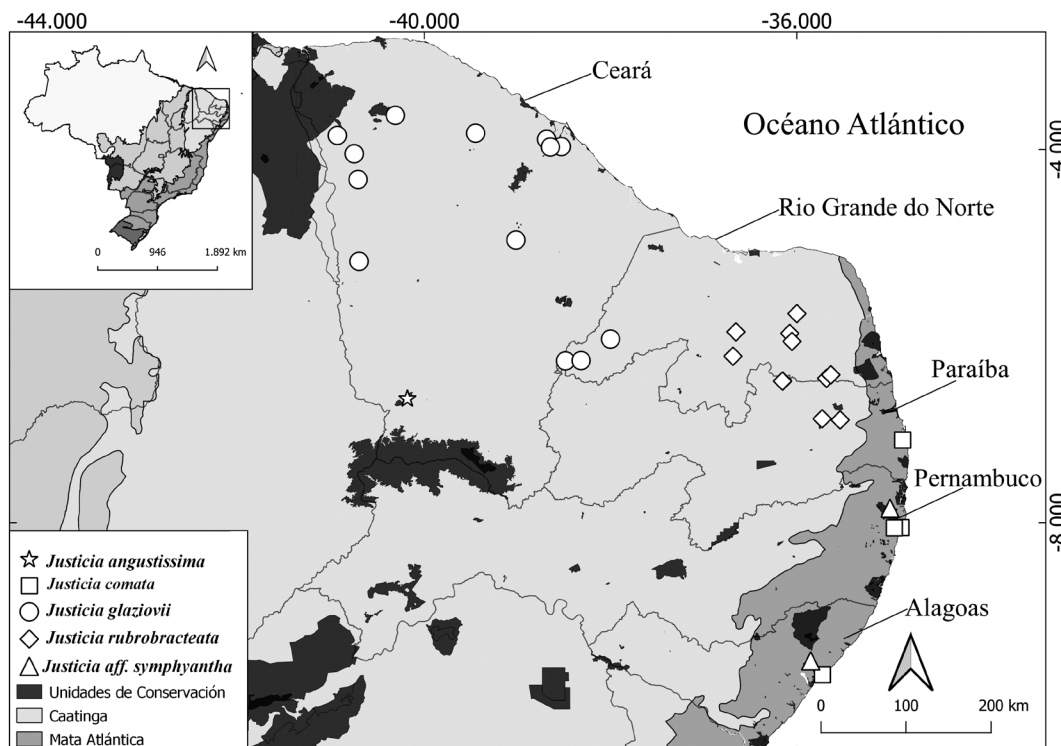 -44.000
-40.000
-36.000
Ceará
Océano Atlántico
-4.000
Rio Grande do Norte
0 946 1.892 km
Paraíba
Pernambuco
-8.000
Alagoas
Justicia angustissima
Justicia comata
Justicia glaziovii
Justicia rubrobracteata
Justicia aff. symphyantha
Unidades de Conservación
Caatinga
Mata Atlántica
0 100 200 km